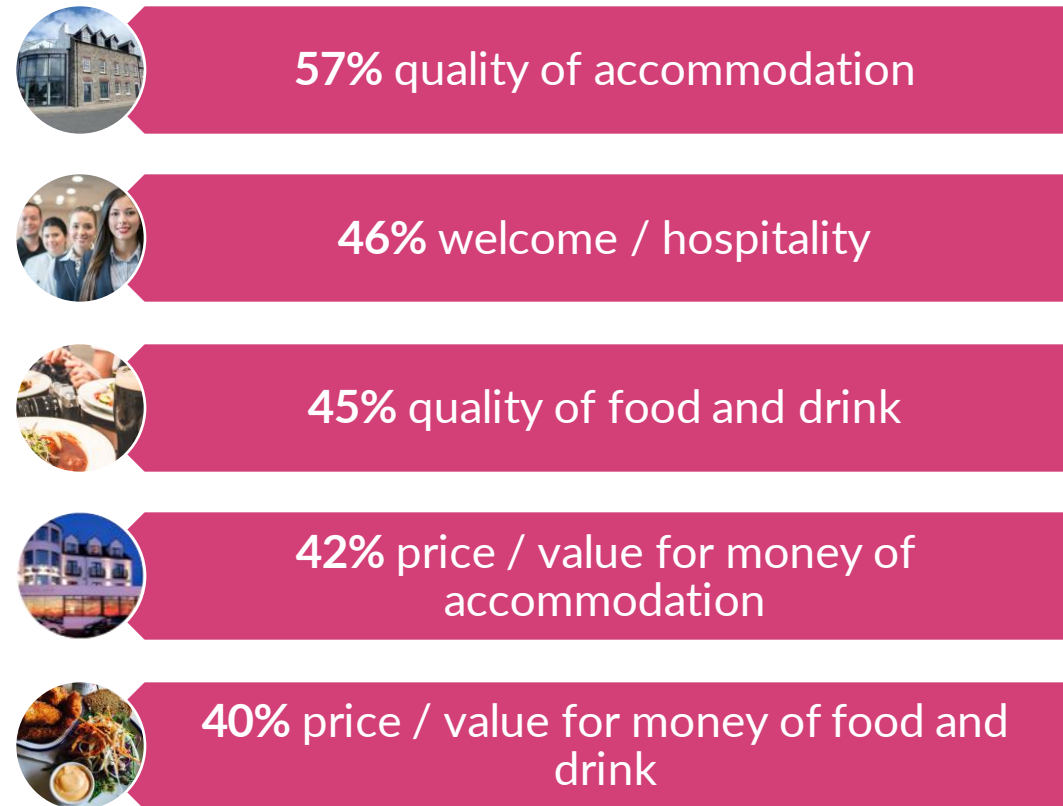 57% quality of accommodation
46% welcome / hospitality
45% quality of food and drink
42% price / value for money of
accommodation
40% price / value for money of food and
drink